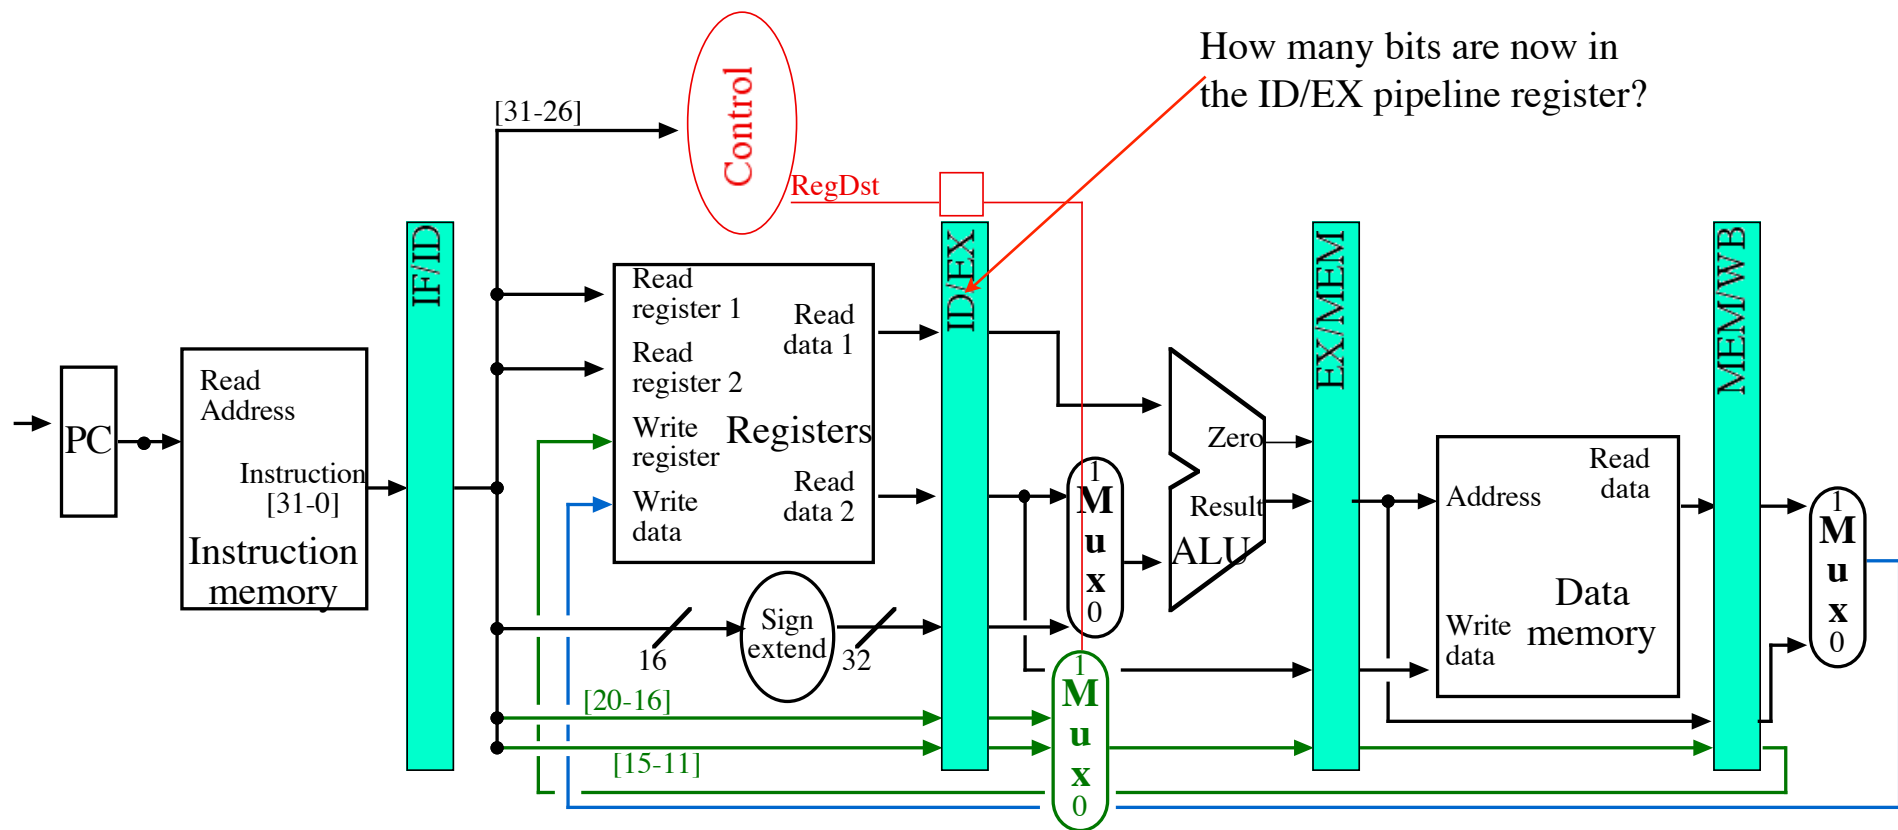 How many bits are now in
the ID/EX pipeline register?
[31-26]
Control
RegDst
IF/ID
ID/EX
EX/MEM
MEM/WB
PC
Read
Address
Instruction
[31-0]
Instruction
memory
Read
register 1
Read
register 2
Write
register
Write
data
Registers
Read
data 1
Read
data 2
16
Sign
extend
32
[20-16]
[15-11]
1
M
u
x
0
1
M
u
x
0
Zero
Result
ALU
Address
Write
data
Read
data
Data
memory
1
M
u
x
0